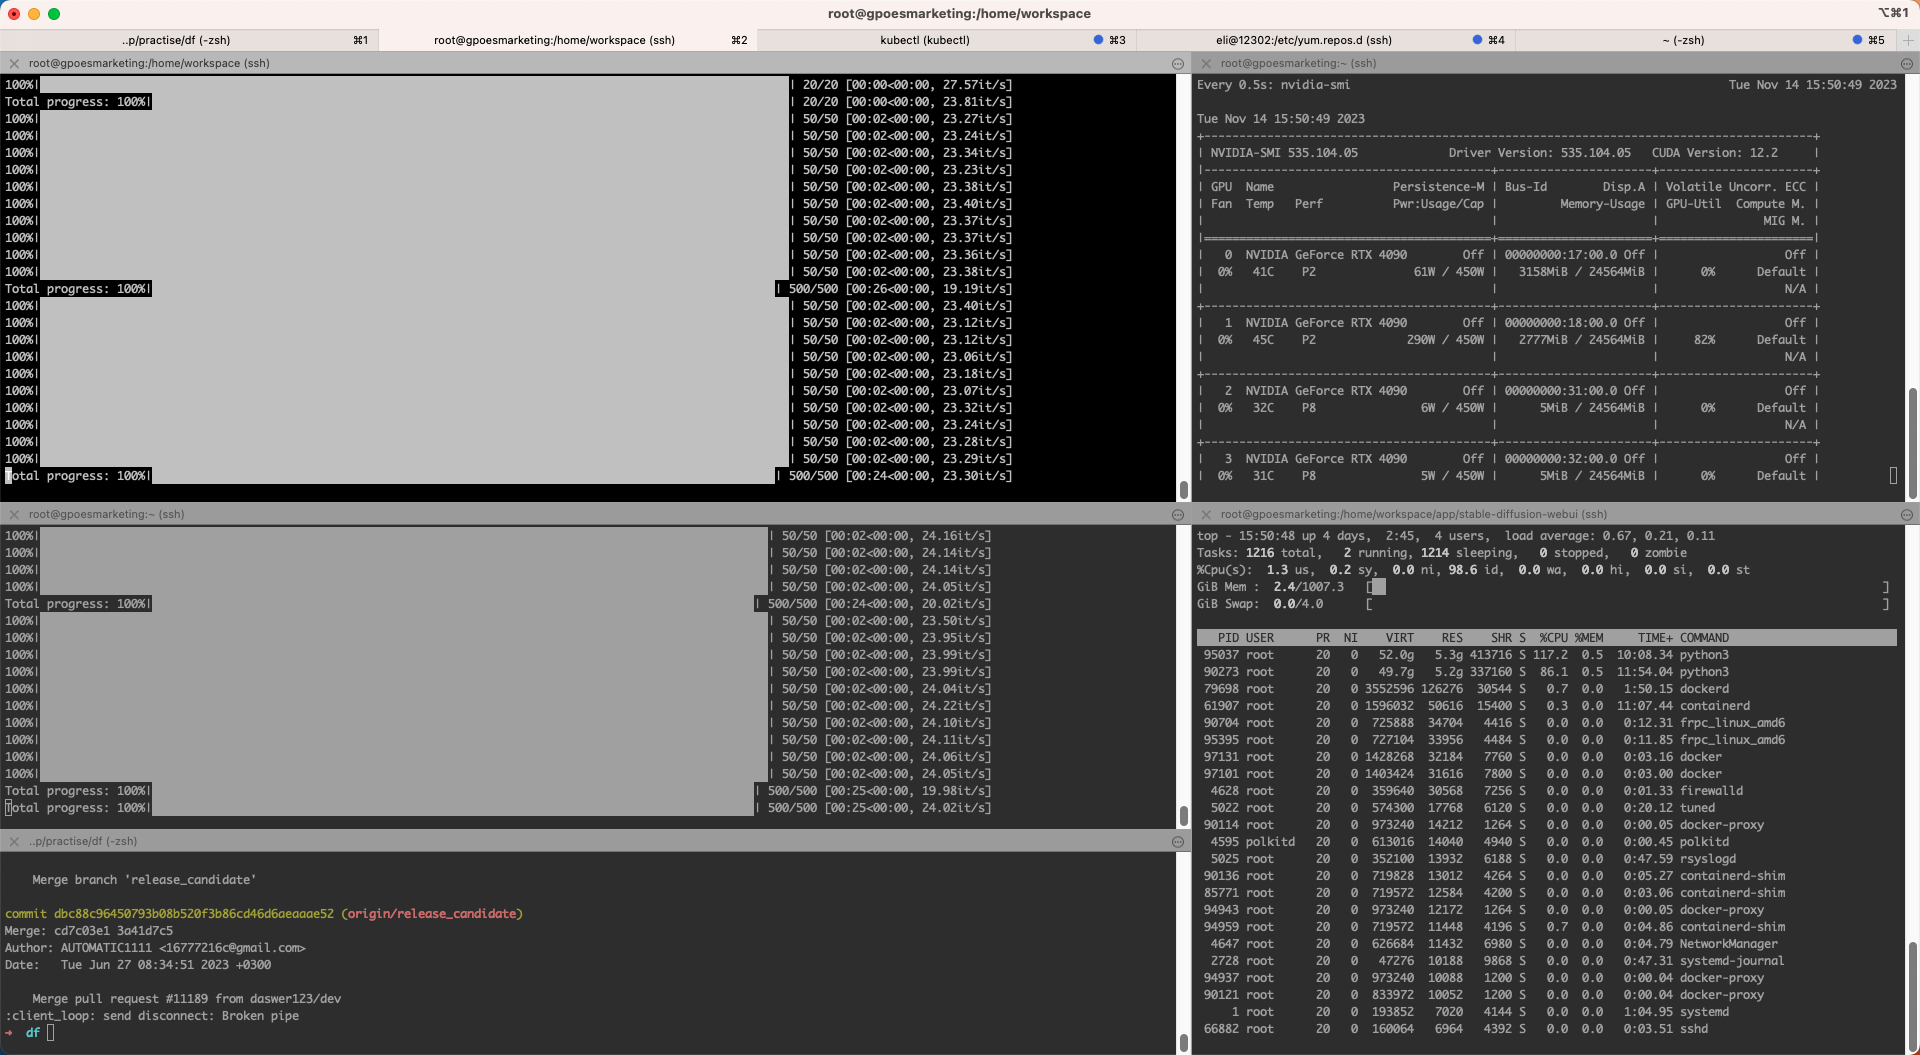 root@gpoesmarketing:/home/workspace
⌥⌘1
..p/practise/df (-zsh) ⌘1
root@gpoesmarketing:/home/workspace (ssh) ⌘2
kubectl (kubectl) ⌘3
eli@12302:/etc/yum.repos.d (ssh) ⌘4
~ (-zsh) ⌘5
root@gpoesmarketing:/home/workspace (ssh)
100%| | 20/20 [00:00<00:00, 27.57it/s]
Total progress: 100%| | 20/20 [00:00<00:00, 23.81it/s]
100%| | 50/50 [00:02<00:00, 23.27it/s]
100%| | 50/50 [00:02<00:00, 23.24it/s]
100%| | 50/50 [00:02<00:00, 23.34it/s]
100%| | 50/50 [00:02<00:00, 23.23it/s]
100%| | 50/50 [00:02<00:00, 23.38it/s]
100%| | 50/50 [00:02<00:00, 23.40it/s]
100%| | 50/50 [00:02<00:00, 23.37it/s]
100%| | 50/50 [00:02<00:00, 23.37it/s]
100%| | 50/50 [00:02<00:00, 23.36it/s]
100%| | 50/50 [00:02<00:00, 23.38it/s]
Total progress: 100%| | 500/500 [00:26<00:00, 19.19it/s]
100%| | 50/50 [00:02<00:00, 23.40it/s]
100%| | 50/50 [00:02<00:00, 23.12it/s]
100%| | 50/50 [00:02<00:00, 23.12it/s]
100%| | 50/50 [00:02<00:00, 23.06it/s]
100%| | 50/50 [00:02<00:00, 23.18it/s]
100%| | 50/50 [00:02<00:00, 23.07it/s]
100%| | 50/50 [00:02<00:00, 23.32it/s]
100%| | 50/50 [00:02<00:00, 23.24it/s]
100%| | 50/50 [00:02<00:00, 23.28it/s]
100%| | 50/50 [00:02<00:00, 23.29it/s]
Total progress: 100%| | 500/500 [00:24<00:00, 23.30it/s]
root@gpoesmarketing:~ (ssh)
100%| | 50/50 [00:02<00:00, 24.16it/s]
100%| | 50/50 [00:02<00:00, 24.14it/s]
100%| | 50/50 [00:02<00:00, 24.14it/s]
100%| | 50/50 [00:02<00:00, 24.05it/s]
Total progress: 100%| | 500/500 [00:24<00:00, 20.02it/s]
100%| | 50/50 [00:02<00:00, 23.50it/s]
100%| | 50/50 [00:02<00:00, 23.95it/s]
100%| | 50/50 [00:02<00:00, 23.99it/s]
100%| | 50/50 [00:02<00:00, 23.99it/s]
100%| | 50/50 [00:02<00:00, 24.04it/s]
100%| | 50/50 [00:02<00:00, 24.22it/s]
100%| | 50/50 [00:02<00:00, 24.10it/s]
100%| | 50/50 [00:02<00:00, 24.11it/s]
100%| | 50/50 [00:02<00:00, 24.06it/s]
100%| | 50/50 [00:02<00:00, 24.05it/s]
Total progress: 100%| | 500/500 [00:25<00:00, 19.98it/s]
Total progress: 100%| | 500/500 [00:25<00:00, 24.02it/s]
..p/practise/df (-zsh)
Merge branch 'release_candidate'
commit dbc88c96450793b08b520f3b86cd46d6aeaaae52 (origin/release_candidate)
Merge: cd7c03e1 3a41d7c5
Author: AUTOMATIC1111 <16777216c@gmail.com>
Date: Tue Jun 27 08:34:51 2023 +0300
Merge pull request #11189 from daswer123/dev
:client_loop: send disconnect: Broken pipe
→ df
root@gpoesmarketing:~ (ssh)
Every 0.5s: nvidia-smi Tue Nov 14 15:50:49 2023
Tue Nov 14 15:50:49 2023
| NVIDIA-SMI 535.104.05 Driver Version: 535.104.05 CUDA Version: 12.2 |
| GPU Name Persistence-M | Bus-Id Disp.A | Volatile Uncorr. ECC |
| Fan Temp Perf Pwr:Usage/Cap | Memory-Usage | GPU-Util Compute M. |
| | | MIG M. |
| 0 NVIDIA GeForce RTX 4090 Off | 00000000:17:00.0 Off | Off |
| 0% 41C P2 61W / 450W | 3158MiB / 24564MiB | 0% Default |
| | | N/A |
| 1 NVIDIA GeForce RTX 4090 Off | 00000000:18:00.0 Off | Off |
| 0% 45C P2 290W / 450W | 2777MiB / 24564MiB | 82% Default |
| | | N/A |
| 2 NVIDIA GeForce RTX 4090 Off | 00000000:31:00.0 Off | Off |
| 0% 32C P8 6W / 450W | 5MiB / 24564MiB | 0% Default |
| | | N/A |
| 3 NVIDIA GeForce RTX 4090 Off | 00000000:32:00.0 Off | Off |
| 0% 31C P8 5W / 450W | 5MiB / 24564MiB | 0% Default |
root@gpoesmarketing:/home/workspace/app/stable-diffusion-webui (ssh)
top - 15:50:48 up 4 days, 2:45, 4 users, load average: 0.67, 0.21, 0.11
Tasks: 1216 total, 2 running, 1214 sleeping, 0 stopped, 0 zombie
%Cpu(s): 1.3 us, 0.2 sy, 0.0 ni, 98.6 id, 0.0 wa, 0.0 hi, 0.0 si, 0.0 st
GiB Mem : 2.4/1007.3 [ ]
GiB Swap: 0.0/4.0 [ ]
PID USER PR NI VIRT RES SHR S %CPU %MEM TIME+ COMMAND
95037 root 20 0 52.0g 5.3g 413716 S 117.2 0.5 10:08.34 python3
90273 root 20 0 49.7g 5.2g 337160 S 86.1 0.5 11:54.04 python3
79698 root 20 0 3552596 126276 30544 S 0.7 0.0 1:50.15 dockerd
61907 root 20 0 1596032 50616 15400 S 0.3 0.0 11:07.44 containerd
90704 root 20 0 725888 34704 4416 S 0.0 0.0 0:12.31 frpc_linux_amd6
95395 root 20 0 727104 33956 4484 S 0.0 0.0 0:11.85 frpc_linux_amd6
97131 root 20 0 1428268 32184 7760 S 0.0 0.0 0:03.16 docker
97101 root 20 0 1403424 31616 7800 S 0.0 0.0 0:03.00 docker
4628 root 20 0 359640 30568 7256 S 0.0 0.0 0:01.33 firewalld
5022 root 20 0 574300 17768 6120 S 0.0 0.0 0:20.12 tuned
90114 root 20 0 973240 14212 1264 S 0.0 0.0 0:00.05 docker-proxy
4595 polkitd 20 0 613016 14040 4940 S 0.0 0.0 0:00.45 polkitd
5025 root 20 0 352100 13932 6188 S 0.0 0.0 0:47.59 rsyslogd
90136 root 20 0 719828 13012 4264 S 0.0 0.0 0:05.27 containerd-shim
85771 root 20 0 719572 12584 4200 S 0.0 0.0 0:03.06 containerd-shim
94943 root 20 0 973240 12172 1264 S 0.0 0.0 0:00.05 docker-proxy
94959 root 20 0 719572 11448 4196 S 0.7 0.0 0:04.86 containerd-shim
4647 root 20 0 626684 11432 6980 S 0.0 0.0 0:04.79 NetworkManager
2728 root 20 0 47276 10188 9868 S 0.0 0.0 0:47.31 systemd-journal
94937 root 20 0 973240 10088 1200 S 0.0 0.0 0:00.04 docker-proxy
90121 root 20 0 833972 10052 1200 S 0.0 0.0 0:00.04 docker-proxy
1 root 20 0 193852 7020 4144 S 0.0 0.0 1:04.95 systemd
66882 root 20 0 160064 6964 4392 S 0.0 0.0 0:03.51 sshd